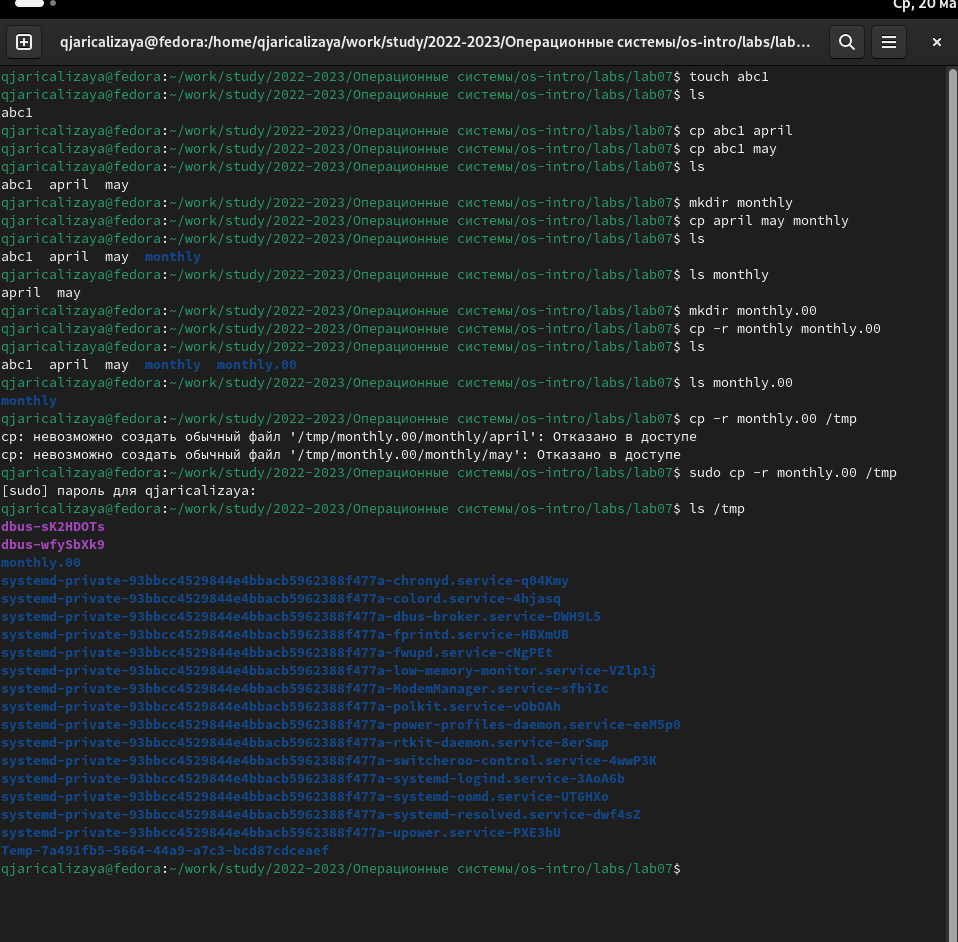 Ср, 20 ма
qjaricalizaya@fedora:/home/qjaricalizaya/work/study/2022-2023/Операционные системы/os-intro/labs/lab...
qjaricalizaya@fedora:~/work/study/2022-2023/Операционные системы/os-intro/labs/lab07$ touch abc1
qjaricalizaya@fedora:~/work/study/2022-2023/Операционные системы/os-intro/labs/lab07$ ls
abc1
qjaricalizaya@fedora:~/work/study/2022-2023/Операционные системы/os-intro/labs/lab07$ cp abc1 april
qjaricalizaya@fedora:~/work/study/2022-2023/Операционные системы/os-intro/labs/lab07$ cp abc1 may
qjaricalizaya@fedora:~/work/study/2022-2023/Операционные системы/os-intro/labs/lab07$ ls
abc1  april  may
qjaricalizaya@fedora:~/work/study/2022-2023/Операционные системы/os-intro/labs/lab07$ mkdir monthly
qjaricalizaya@fedora:~/work/study/2022-2023/Операционные системы/os-intro/labs/lab07$ cp april may monthly
qjaricalizaya@fedora:~/work/study/2022-2023/Операционные системы/os-intro/labs/lab07$ ls
abc1  april  may  monthly
qjaricalizaya@fedora:~/work/study/2022-2023/Операционные системы/os-intro/labs/lab07$ ls monthly
april  may
qjaricalizaya@fedora:~/work/study/2022-2023/Операционные системы/os-intro/labs/lab07$ mkdir monthly.00
qjaricalizaya@fedora:~/work/study/2022-2023/Операционные системы/os-intro/labs/lab07$ cp -r monthly monthly.00
qjaricalizaya@fedora:~/work/study/2022-2023/Операционные системы/os-intro/labs/lab07$ ls
abc1  april  may  monthly  monthly.00
qjaricalizaya@fedora:~/work/study/2022-2023/Операционные системы/os-intro/labs/lab07$ ls monthly.00
monthly
qjaricalizaya@fedora:~/work/study/2022-2023/Операционные системы/os-intro/labs/lab07$ cp -r monthly.00 /tmp
cp: невозможно создать обычный файл '/tmp/monthly.00/monthly/april': Отказано в доступе
cp: невозможно создать обычный файл '/tmp/monthly.00/monthly/may': Отказано в доступе
qjaricalizaya@fedora:~/work/study/2022-2023/Операционные системы/os-intro/labs/lab07$ sudo cp -r monthly.00 /tmp
[sudo] пароль для qjaricalizaya:
qjaricalizaya@fedora:~/work/study/2022-2023/Операционные системы/os-intro/labs/lab07$ ls /tmp
dbus-sK2HDOTs
dbus-wfySbXk9
monthly.00
systemd-private-93bbcc4529844e4bbacb5962388f477a-chronyd.service-q04Kmy
systemd-private-93bbcc4529844e4bbacb5962388f477a-colord.service-4hjasq
systemd-private-93bbcc4529844e4bbacb5962388f477a-dbus-broker.service-DWH9L5
systemd-private-93bbcc4529844e4bbacb5962388f477a-fprintd.service-HBXmUB
systemd-private-93bbcc4529844e4bbacb5962388f477a-fwupd.service-cNgPEt
systemd-private-93bbcc4529844e4bbacb5962388f477a-low-memory-monitor.service-VZlp1j
systemd-private-93bbcc4529844e4bbacb5962388f477a-ModemManager.service-sfbiIc
systemd-private-93bbcc4529844e4bbacb5962388f477a-polkit.service-vObOAh
systemd-private-93bbcc4529844e4bbacb5962388f477a-power-profiles-daemon.service-eeM5p0
systemd-private-93bbcc4529844e4bbacb5962388f477a-rtkit-daemon.service-8erSmp
systemd-private-93bbcc4529844e4bbacb5962388f477a-switcheroo-control.service-4wwP3K
systemd-private-93bbcc4529844e4bbacb5962388f477a-systemd-logind.service-3AoA6b
systemd-private-93bbcc4529844e4bbacb5962388f477a-systemd-oomd.service-UT6HXo
systemd-private-93bbcc4529844e4bbacb5962388f477a-systemd-resolved.service-dwf4sZ
systemd-private-93bbcc4529844e4bbacb5962388f477a-upower.service-PXE3bU
Temp-7a491fb5-5664-44a9-a7c3-bcd87cdceaef
qjaricalizaya@fedora:~/work/study/2022-2023/Операционные системы/os-intro/labs/lab07$